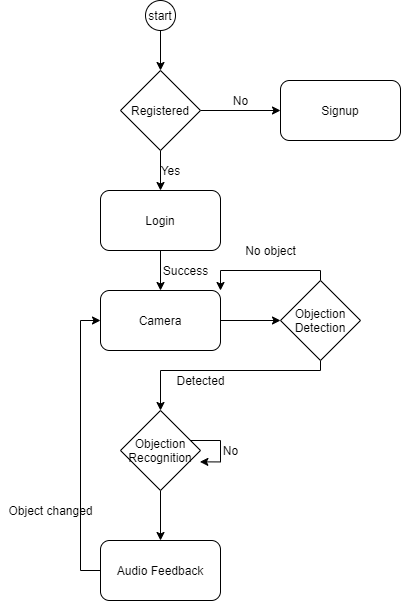 start
Registered
No
Signup
Yes
Login
No object
Success
Camera
Objection
Detection
Detected
Objection
Recognition
No
Object changed
Audio Feedback